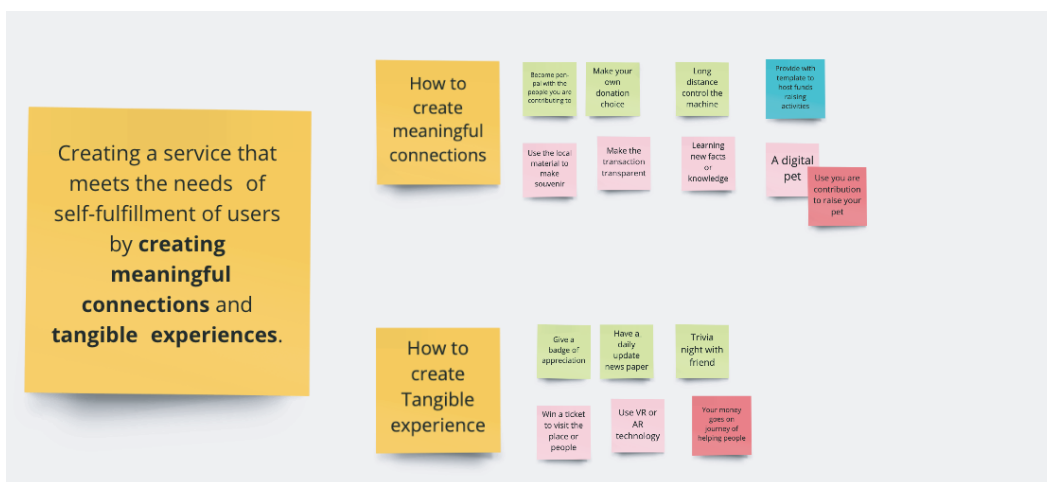 Creating a service that
meets the needs of
self-fulfillment of users
by creating
meaningful
connections and
tangible experiences.
How to
create
meaningful
connections
Became pen-
pal with the
people you are
contributing to
Make your
own
donation
choice
Long
distance
control the
machine
Provide with
template to
host funds
raising
activities
Use the local
material to
make
souvenir
Make the
transaction
transparent
Learning
new facts
or
knowledge
A digital
pet
Use you are
contribution
to raise your
pet
How to
create
Tangible
experience
Give a
badge of
appreciation
Have a
daily
update
news paper
Trivia
night with
friend
Win a ticket
to visit the
place or
people
Use VR or
AR
technology
Your money
goes on
journey of
helping people